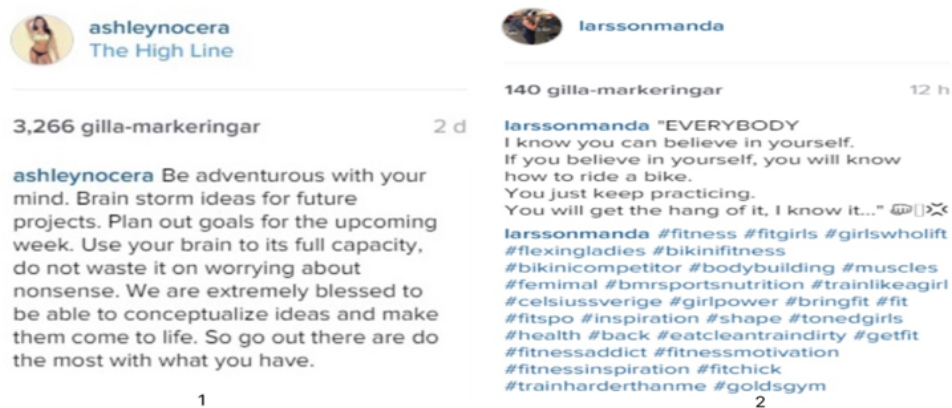 ashleynocera
The High Line
3,266 gilla-markeringar 2 d
ashleynocera Be adventurous with your
mind. Brain storm ideas for future
projects. Plan out goals for the upcoming
week. Use your brain to its full capacity,
do not waste it on worrying about
nonsense. We are extremely blessed to
be able to conceptualize ideas and make
them come to life. So go out there are do
the most with what you have.
1
larssonmanda
140 gilla-markeringar 12 h
larssonmanda "EVERYBODY
I know you can believe in yourself.
If you believe in yourself, you will know
how to ride a bike.
You just keep practicing.
You will get the hang of it, I know it..."
larssonmanda #fitness #fitgirls #girlswholift
#flexingladies #bikinifitness
#bikinicompetitor #bodybuilding #muscles
#femimal #bmrsportsnutrition #trainlikeagirl
#celsiussverige #girlpower #bringfit #fit
#fitspo #inspiration #shape #tonedgirls
#health #back #eatcleantraindirty #getfit
#fitnessaddict #fitnessmotivation
#fitnessinspiration #fitchick
#trainharderthanme #goldsgym
2